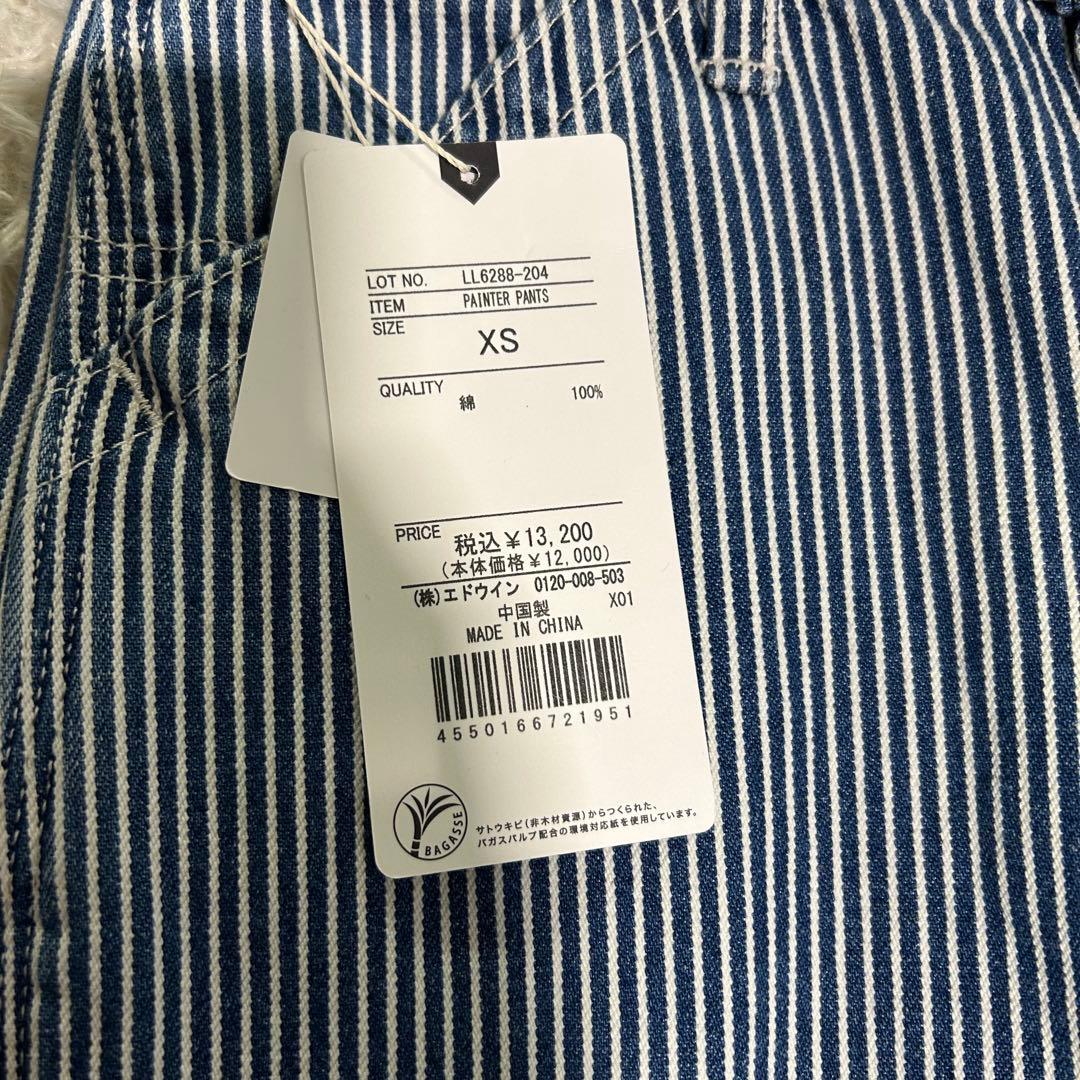 LOT NO. LL6288-204
ITEM PAINTER PANTS
SIZE
XS
QUALITY
綿 100%
PRICE 税込¥13,200
(本体価格¥12,000)
(株)エドウイン 0120-008-503
中国製 X01
MADE IN CHINA
4550166721951
BAGASSE
サトウキビ(非木材資源)からつくられた、
バガスパルプ配合の環境対応紙を使用しています。